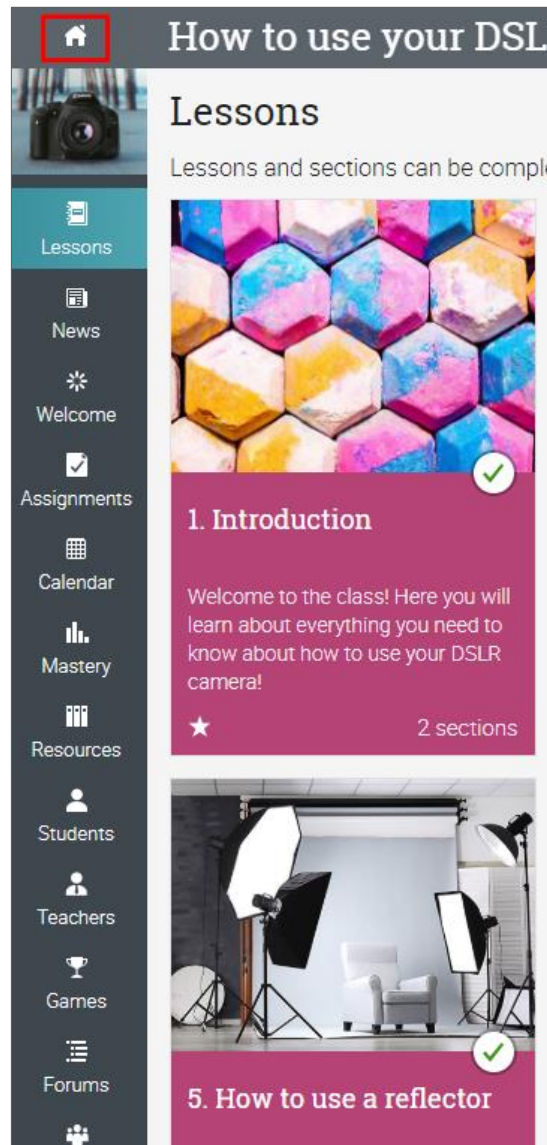 How to use your DSL
Lessons
Lessons and sections can be comple
Lessons
News
Welcome
Assignments
Calendar
Mastery
Resources
Students
Teachers
Games
Forums
1. Introduction
Welcome to the class! Here you will
learn about everything you need to
know about how to use your DSLR
camera!
2 sections
5. How to use a reflector